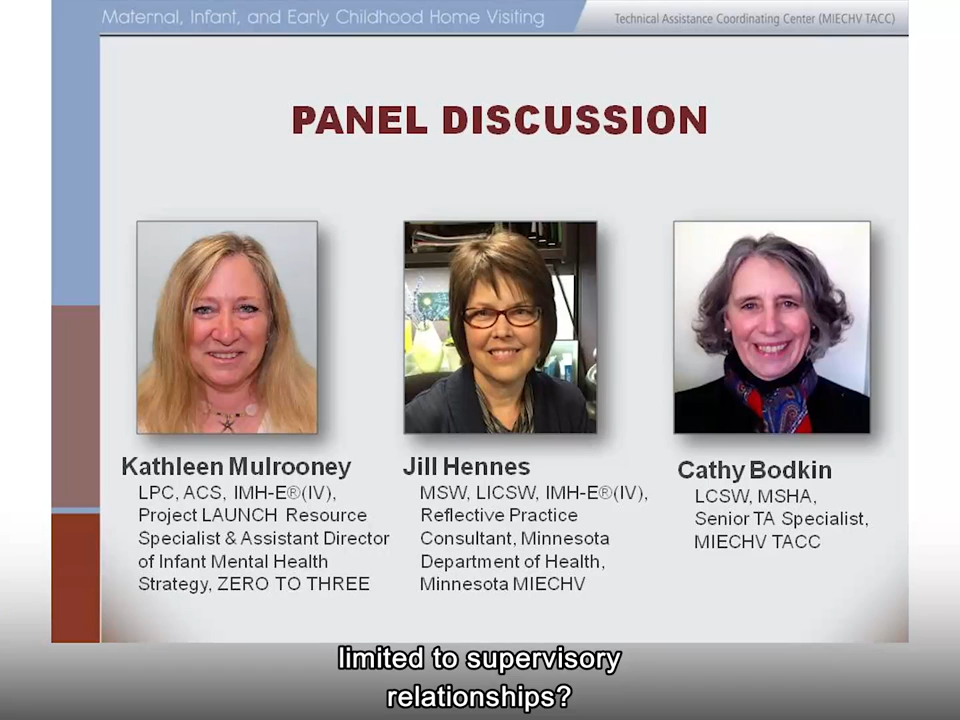 Maternal, Infant, and Early Childhood Home Visiting
Technical Assistance Coordinating Center (MIECHV TACC)
PANEL DISCUSSION
Kathleen Mulrooney
LPC, ACS, IMH-E®(IV),
Project LAUNCH Resource
Specialist & Assistant Director
of Infant Mental Health
Strategy, ZERO TO THREE
Jill Hennes
MSW, LICSW, IMH-E®(IV),
Reflective Practice
Consultant, Minnesota
Department of Health,
Minnesota MIECHV
Cathy Bodkin
LCSW, MSHA,
Senior TA Specialist,
MIECHV TACC
limited to supervisory
relationships?